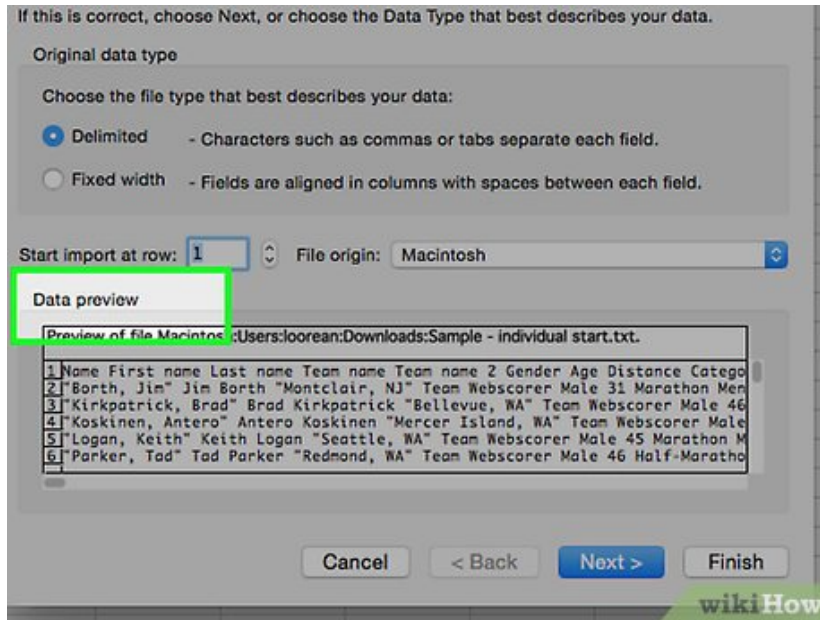 If this is correct, choose Next, or choose the Data Type that best describes your data.
Original data type
Choose the file type that best describes your data:
Delimited - Characters such as commas or tabs separate each field.
Fixed width - Fields are aligned in columns with spaces between each field.
Start import at row: 1 File origin: Macintosh
Data preview
Preview of file Macintos :Users:loorean:Downloads:Sample - individual start.txt.
1 Name First name Last name Team name Team name 2 Gender Age Distance Catego
2 "Borth, Jim" Jim Borth "Montclair, NJ" Team Webscorer Male 31 Marathon Men
3 "Kirkpatrick, Brad" Brad Kirkpatrick "Bellevue, WA" Team Webscorer Male 46
4 "Koskinen, Antero" Antero Koskinen "Mercer Island, WA" Team Webscorer Male
5 "Logan, Keith" Keith Logan "Seattle, WA" Team Webscorer Male 45 Marathon M
6 "Parker, Tad" Tad Parker "Redmond, WA" Team Webscorer Male 46 Half-Maratho
Cancel < Back Next > Finish
wikiHow